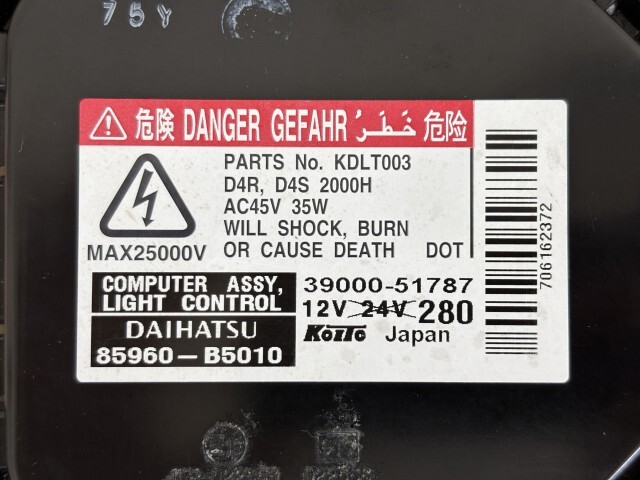 75Y
危険 DANGER GEFAHR خَطَرْ 危险
PARTS No. KDLT003
D4R, D4S 2000H
AC45V 35W
WILL SHOCK, BURN
OR CAUSE DEATH DOT
MAX25000V
COMPUTER ASSY,
LIGHT CONTROL
DAIHATSU
85960-B5010
39000-51787
12V 24V 280
KOITO Japan
706162372